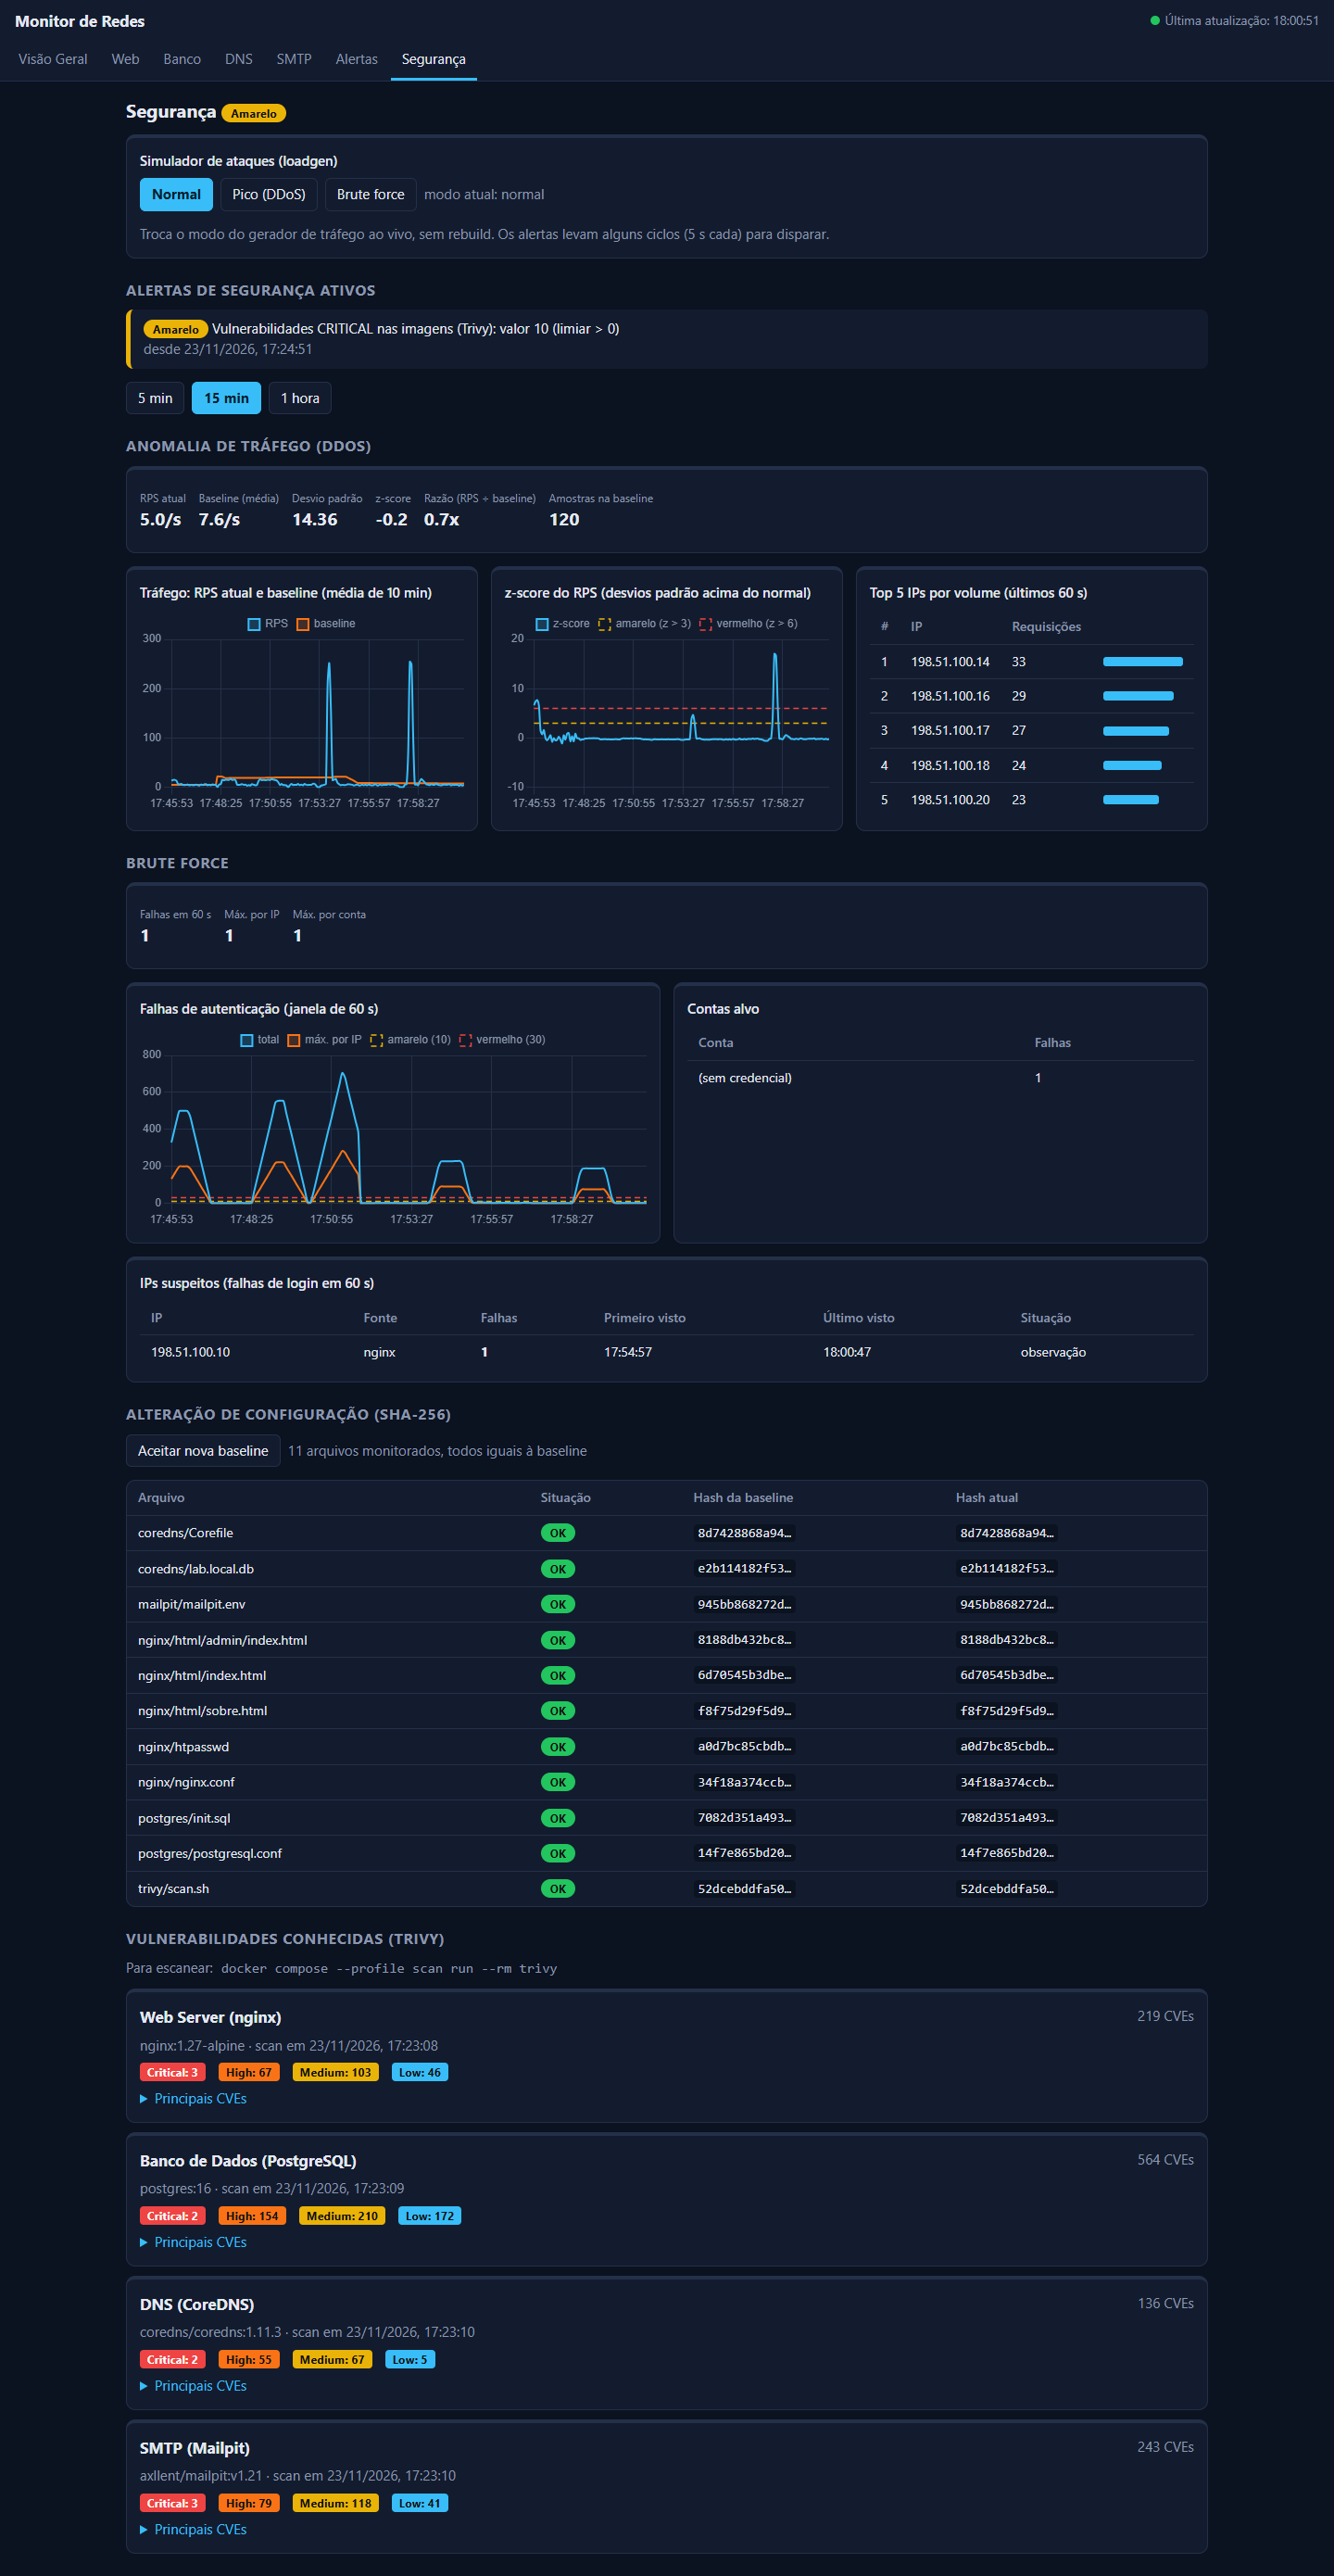 Monitor de Redes
Última atualização: 18:00:51
Visão Geral Web Banco DNS SMTP Alertas Segurança
Segurança Amarelo
Simulador de ataques (loadgen)
Normal Pico (DDoS) Brute force modo atual: normal
Troca o modo do gerador de tráfego ao vivo, sem rebuild. Os alertas levam alguns ciclos (5 s cada) para disparar.
ALERTAS DE SEGURANÇA ATIVOS
Amarelo Vulnerabilidades CRITICAL nas imagens (Trivy): valor 10 (limiar > 0)
desde 23/11/2026, 17:24:51
5 min 15 min 1 hora
ANOMALIA DE TRÁFEGO (DDOS)
RPS atual Baseline (média) Desvio padrão z-score Razão (RPS ÷ baseline) Amostras na baseline
5.0/s 7.6/s 14.36 -0.2 0.7x 120
Tráfego: RPS atual e baseline (média de 10 min)
RPS baseline
300
200
100
0
17:45:53 17:48:25 17:50:55 17:53:27 17:55:57 17:58:27
z-score do RPS (desvios padrão acima do normal)
z-score amarelo (z > 3) vermelho (z > 6)
20
10
0
-10
17:45:53 17:48:25 17:50:55 17:53:27 17:55:57 17:58:27
Top 5 IPs por volume (últimos 60 s)
# IP Requisições
1 198.51.100.14 33
2 198.51.100.16 29
3 198.51.100.17 27
4 198.51.100.18 24
5 198.51.100.20 23
BRUTE FORCE
Falhas em 60 s Máx. por IP Máx. por conta
1 1 1
Falhas de autenticação (janela de 60 s)
total máx. por IP amarelo (10) vermelho (30)
800
600
400
200
0
17:45:53 17:48:25 17:50:55 17:53:27 17:55:57 17:58:27
Contas alvo
Conta Falhas
(sem credencial) 1
IPs suspeitos (falhas de login em 60 s)
IP Fonte Falhas Primeiro visto Último visto Situação
198.51.100.10 nginx 1 17:54:57 18:00:47 observação
ALTERAÇÃO DE CONFIGURAÇÃO (SHA-256)
Aceitar nova baseline 11 arquivos monitorados, todos iguais à baseline
Arquivo Situação Hash da baseline Hash atual
coredns/Corefile OK 8d7428868a94… 8d7428868a94…
coredns/lab.local.db OK e2b114182f53… e2b114182f53…
mailpit/mailpit.env OK 945bb868272d… 945bb868272d…
nginx/html/admin/index.html OK 8188db432bc8… 8188db432bc8…
nginx/html/index.html OK 6d70545b3dbe… 6d70545b3dbe…
nginx/html/sobre.html OK f8f75d29f5d9… f8f75d29f5d9…
nginx/htpasswd OK a0d7bc85cbdb… a0d7bc85cbdb…
nginx/nginx.conf OK 34f18a374ccb… 34f18a374ccb…
postgres/init.sql OK 7082d351a493… 7082d351a493…
postgres/postgresql.conf OK 14f7e865bd20… 14f7e865bd20…
trivy/scan.sh OK 52dcebddfa50… 52dcebddfa50…
VULNERABILIDADES CONHECIDAS (TRIVY)
Para escanear: docker compose --profile scan run --rm trivy
Web Server (nginx) 219 CVEs
nginx:1.27-alpine · scan em 23/11/2026, 17:23:08
Critical: 3 High: 67 Medium: 103 Low: 46
Principais CVEs
Banco de Dados (PostgreSQL) 564 CVEs
postgres:16 · scan em 23/11/2026, 17:23:09
Critical: 2 High: 154 Medium: 210 Low: 172
Principais CVEs
DNS (CoreDNS) 136 CVEs
coredns/coredns:1.11.3 · scan em 23/11/2026, 17:23:10
Critical: 2 High: 55 Medium: 67 Low: 5
Principais CVEs
SMTP (Mailpit) 243 CVEs
axllent/mailpit:v1.21 · scan em 23/11/2026, 17:23:10
Critical: 3 High: 79 Medium: 118 Low: 41
Principais CVEs